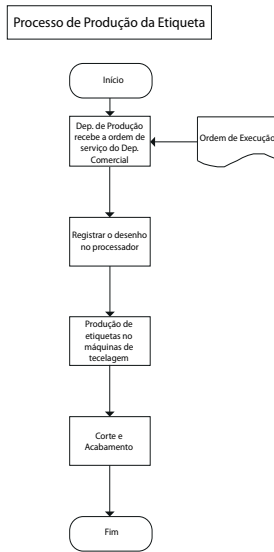 Processo de Produção da Etiqueta
Início
Dep. de Produção
recebe a ordem de
serviço do Dep.
Comercial
Ordem de Execução
Registrar o desenho
no processador
Produção de
etiquetas no
máquinas de
tecelagem
Corte e
Acabamento
Fim